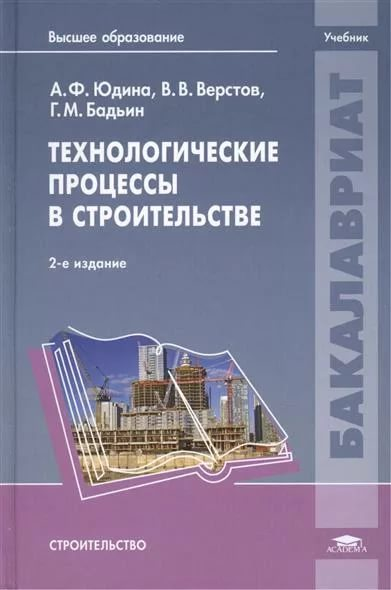 Высшее образование
Учебник
А. Ф. Юдина, В. В. Верстов,
Г. М. Бадьин
ТЕХНОЛОГИЧЕСКИЕ
ПРОЦЕССЫ
В СТРОИТЕЛЬСТВЕ
2-е издание
БАКАЛАВРИАТ
СТРОИТЕЛЬСТВО
ACADEMA